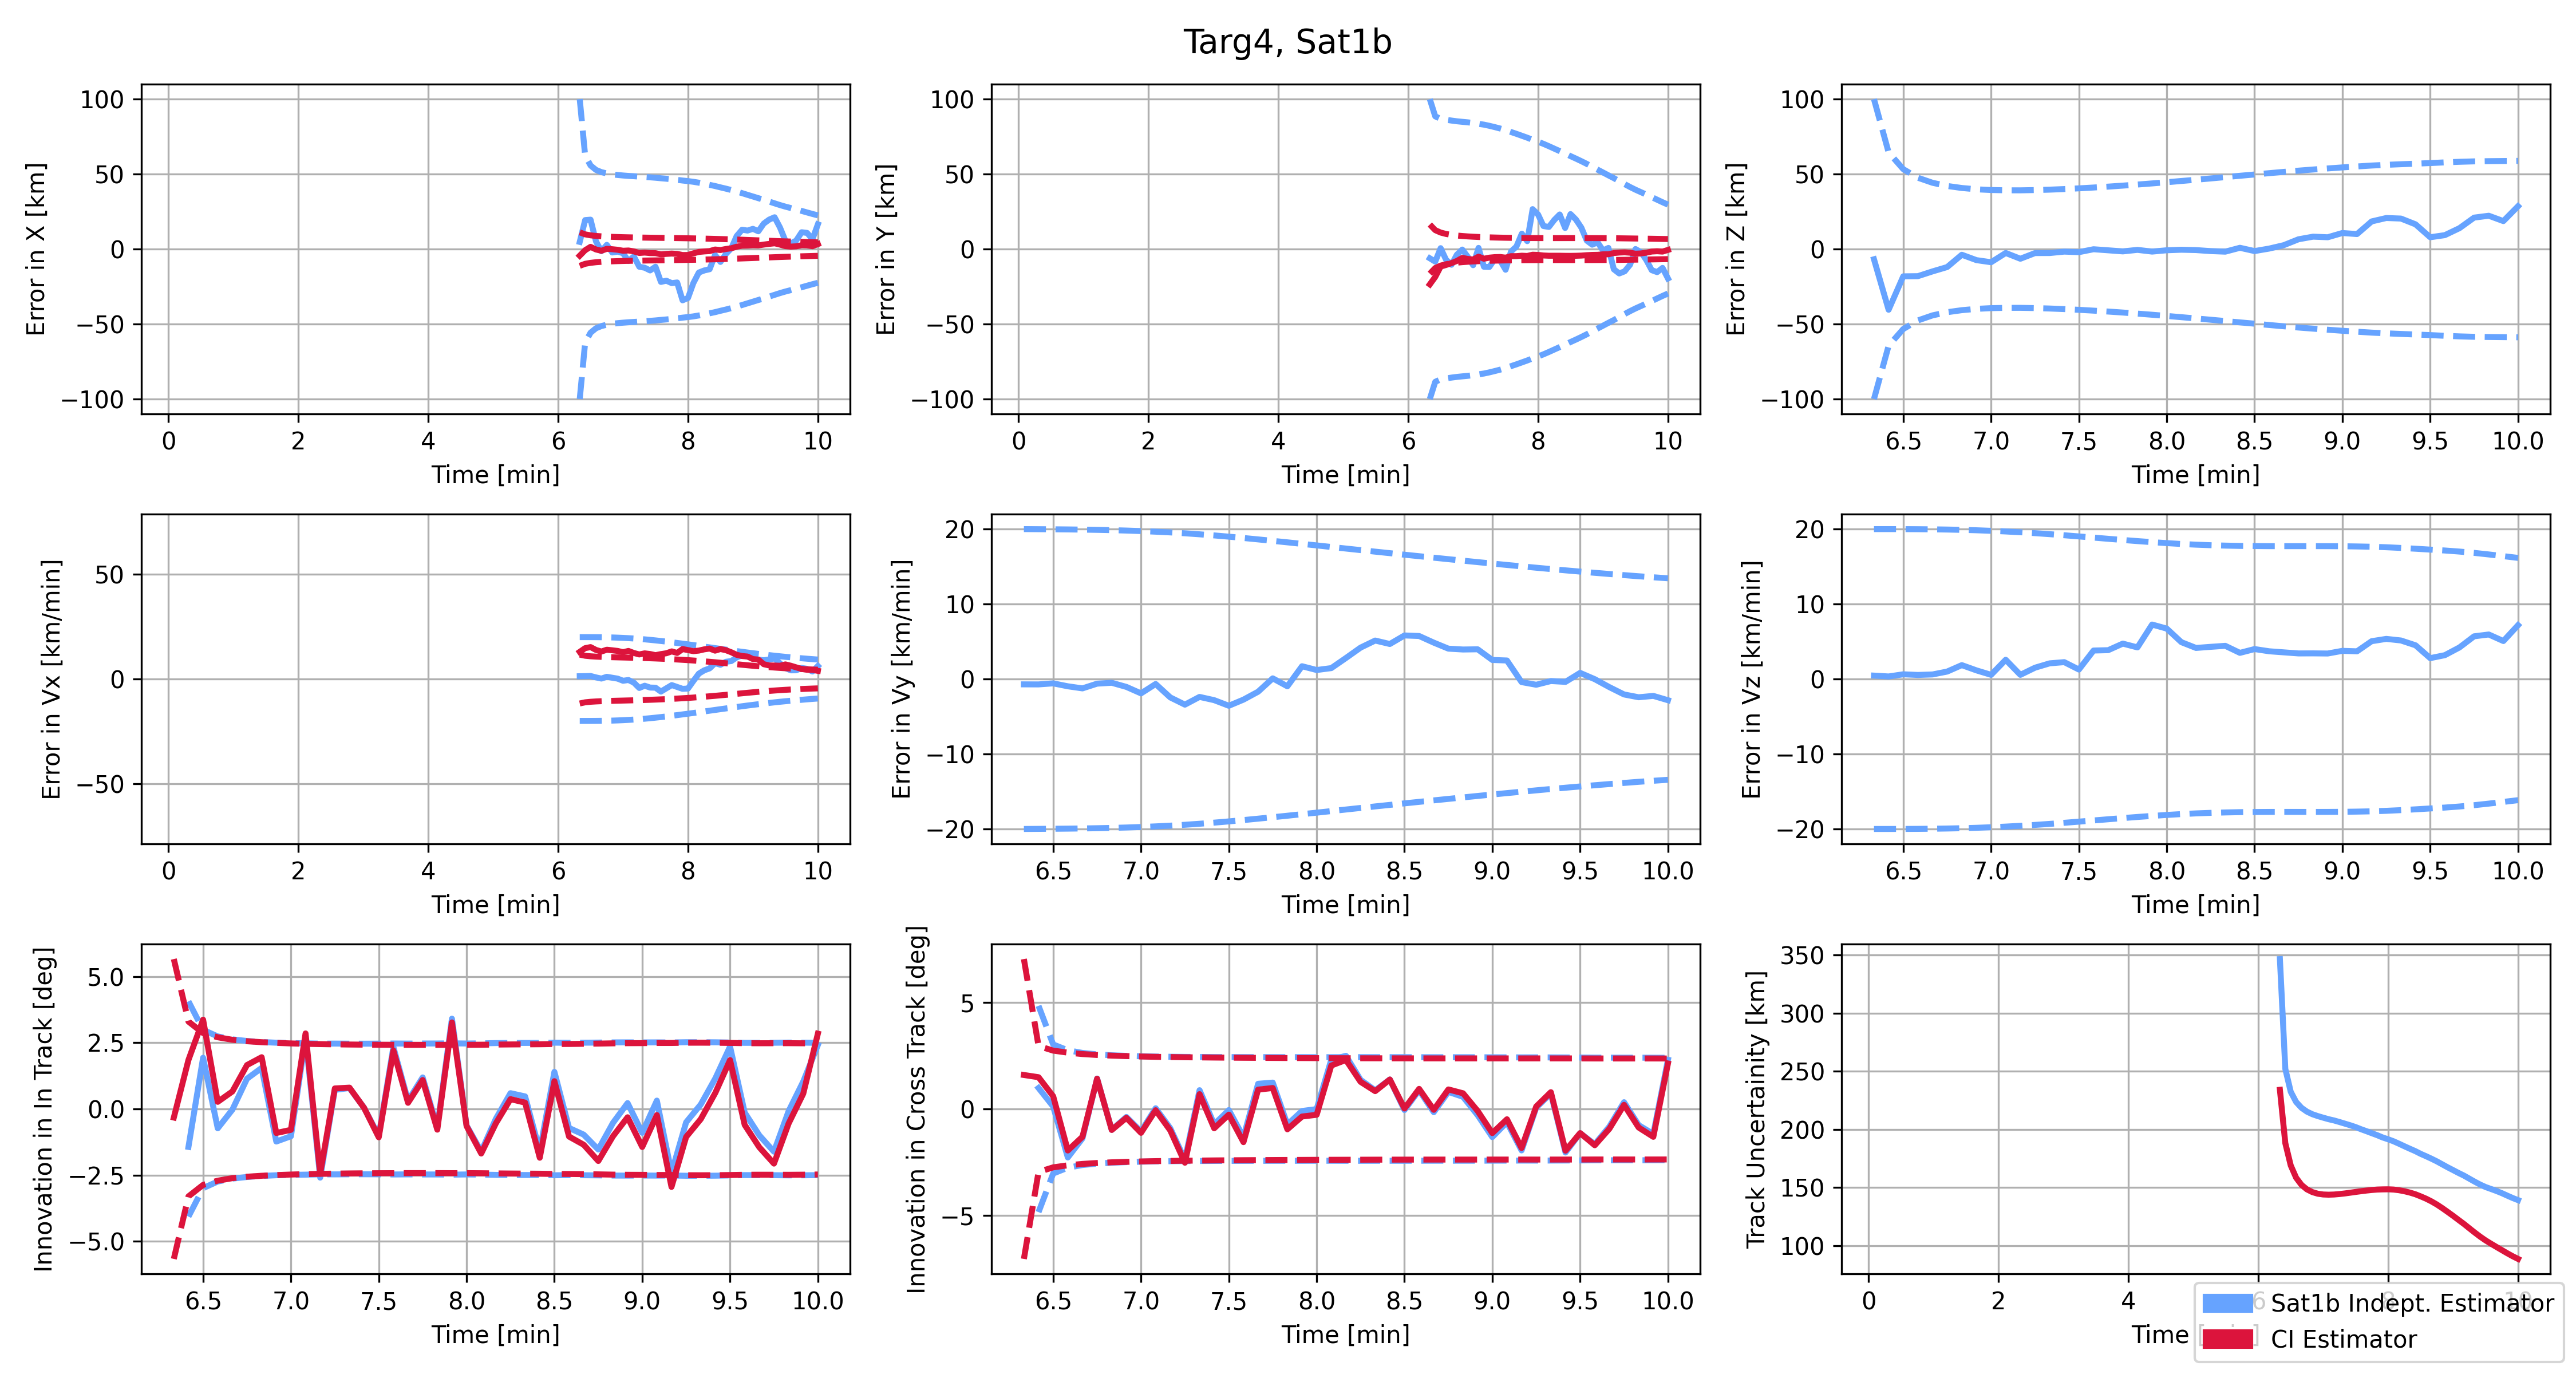 Targ4, Sat1b
Error in X [km]
100
50
0
−50
−100
0 2 4 6 8 10
Time [min]
Error in Y [km]
100
50
0
−50
−100
0 2 4 6 8 10
Time [min]
Error in Z [km]
100
50
0
−50
−100
6.5 7.0 7.5 8.0 8.5 9.0 9.5 10.0
Time [min]
Error in Vx [km/min]
50
0
−50
0 2 4 6 8 10
Time [min]
Error in Vy [km/min]
20
10
0
−10
−20
6.5 7.0 7.5 8.0 8.5 9.0 9.5 10.0
Time [min]
Error in Vz [km/min]
20
10
0
−10
−20
6.5 7.0 7.5 8.0 8.5 9.0 9.5 10.0
Time [min]
Innovation in In Track [deg]
5.0
2.5
0.0
−2.5
−5.0
6.5 7.0 7.5 8.0 8.5 9.0 9.5 10.0
Time [min]
Innovation in Cross Track [deg]
5
0
−5
6.5 7.0 7.5 8.0 8.5 9.0 9.5 10.0
Time [min]
Track Uncertainity [km]
350
300
250
200
150
100
0 2 4 6 8 10
Time
Sat1b Indept. Estimator
CI Estimator